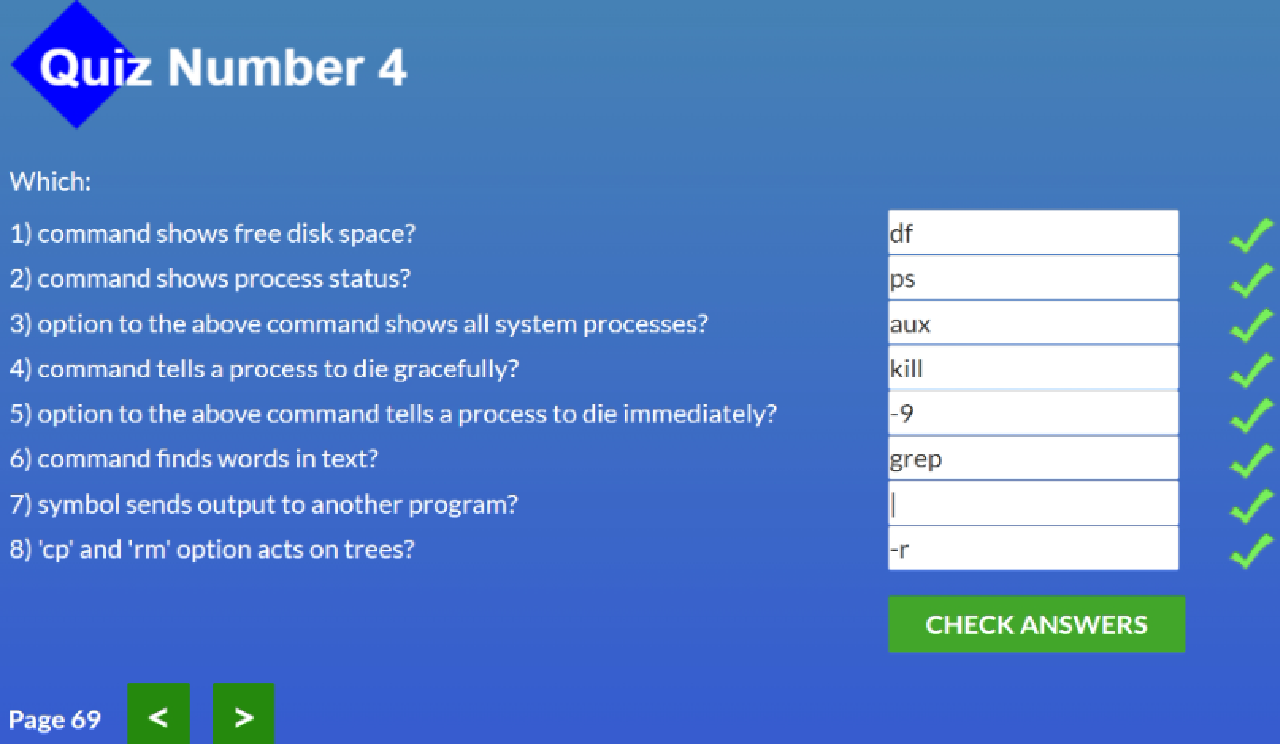 Quiz Number 4
Which:
1) command shows free disk space? df
2) command shows process status? ps
3) option to the above command shows all system processes? aux
4) command tells a process to die gracefully? kill
5) option to the above command tells a process to die immediately? -9
6) command finds words in text? grep
7) symbol sends output to another program? |
8) 'cp' and 'rm' option acts on trees? -r
CHECK ANSWERS
Page 69 < >